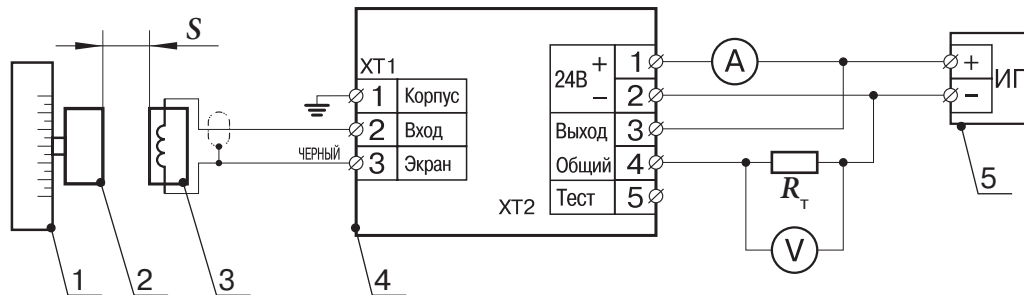 S
XT1
1 Корпус
2 Вход
3 Экран
ЧЕРНЫЙ
24В + 1
– 2
Выход 3
Общий 4
Тест 5
XT2
A
V
Rт
+
–
ИП
1
2
3
4
5